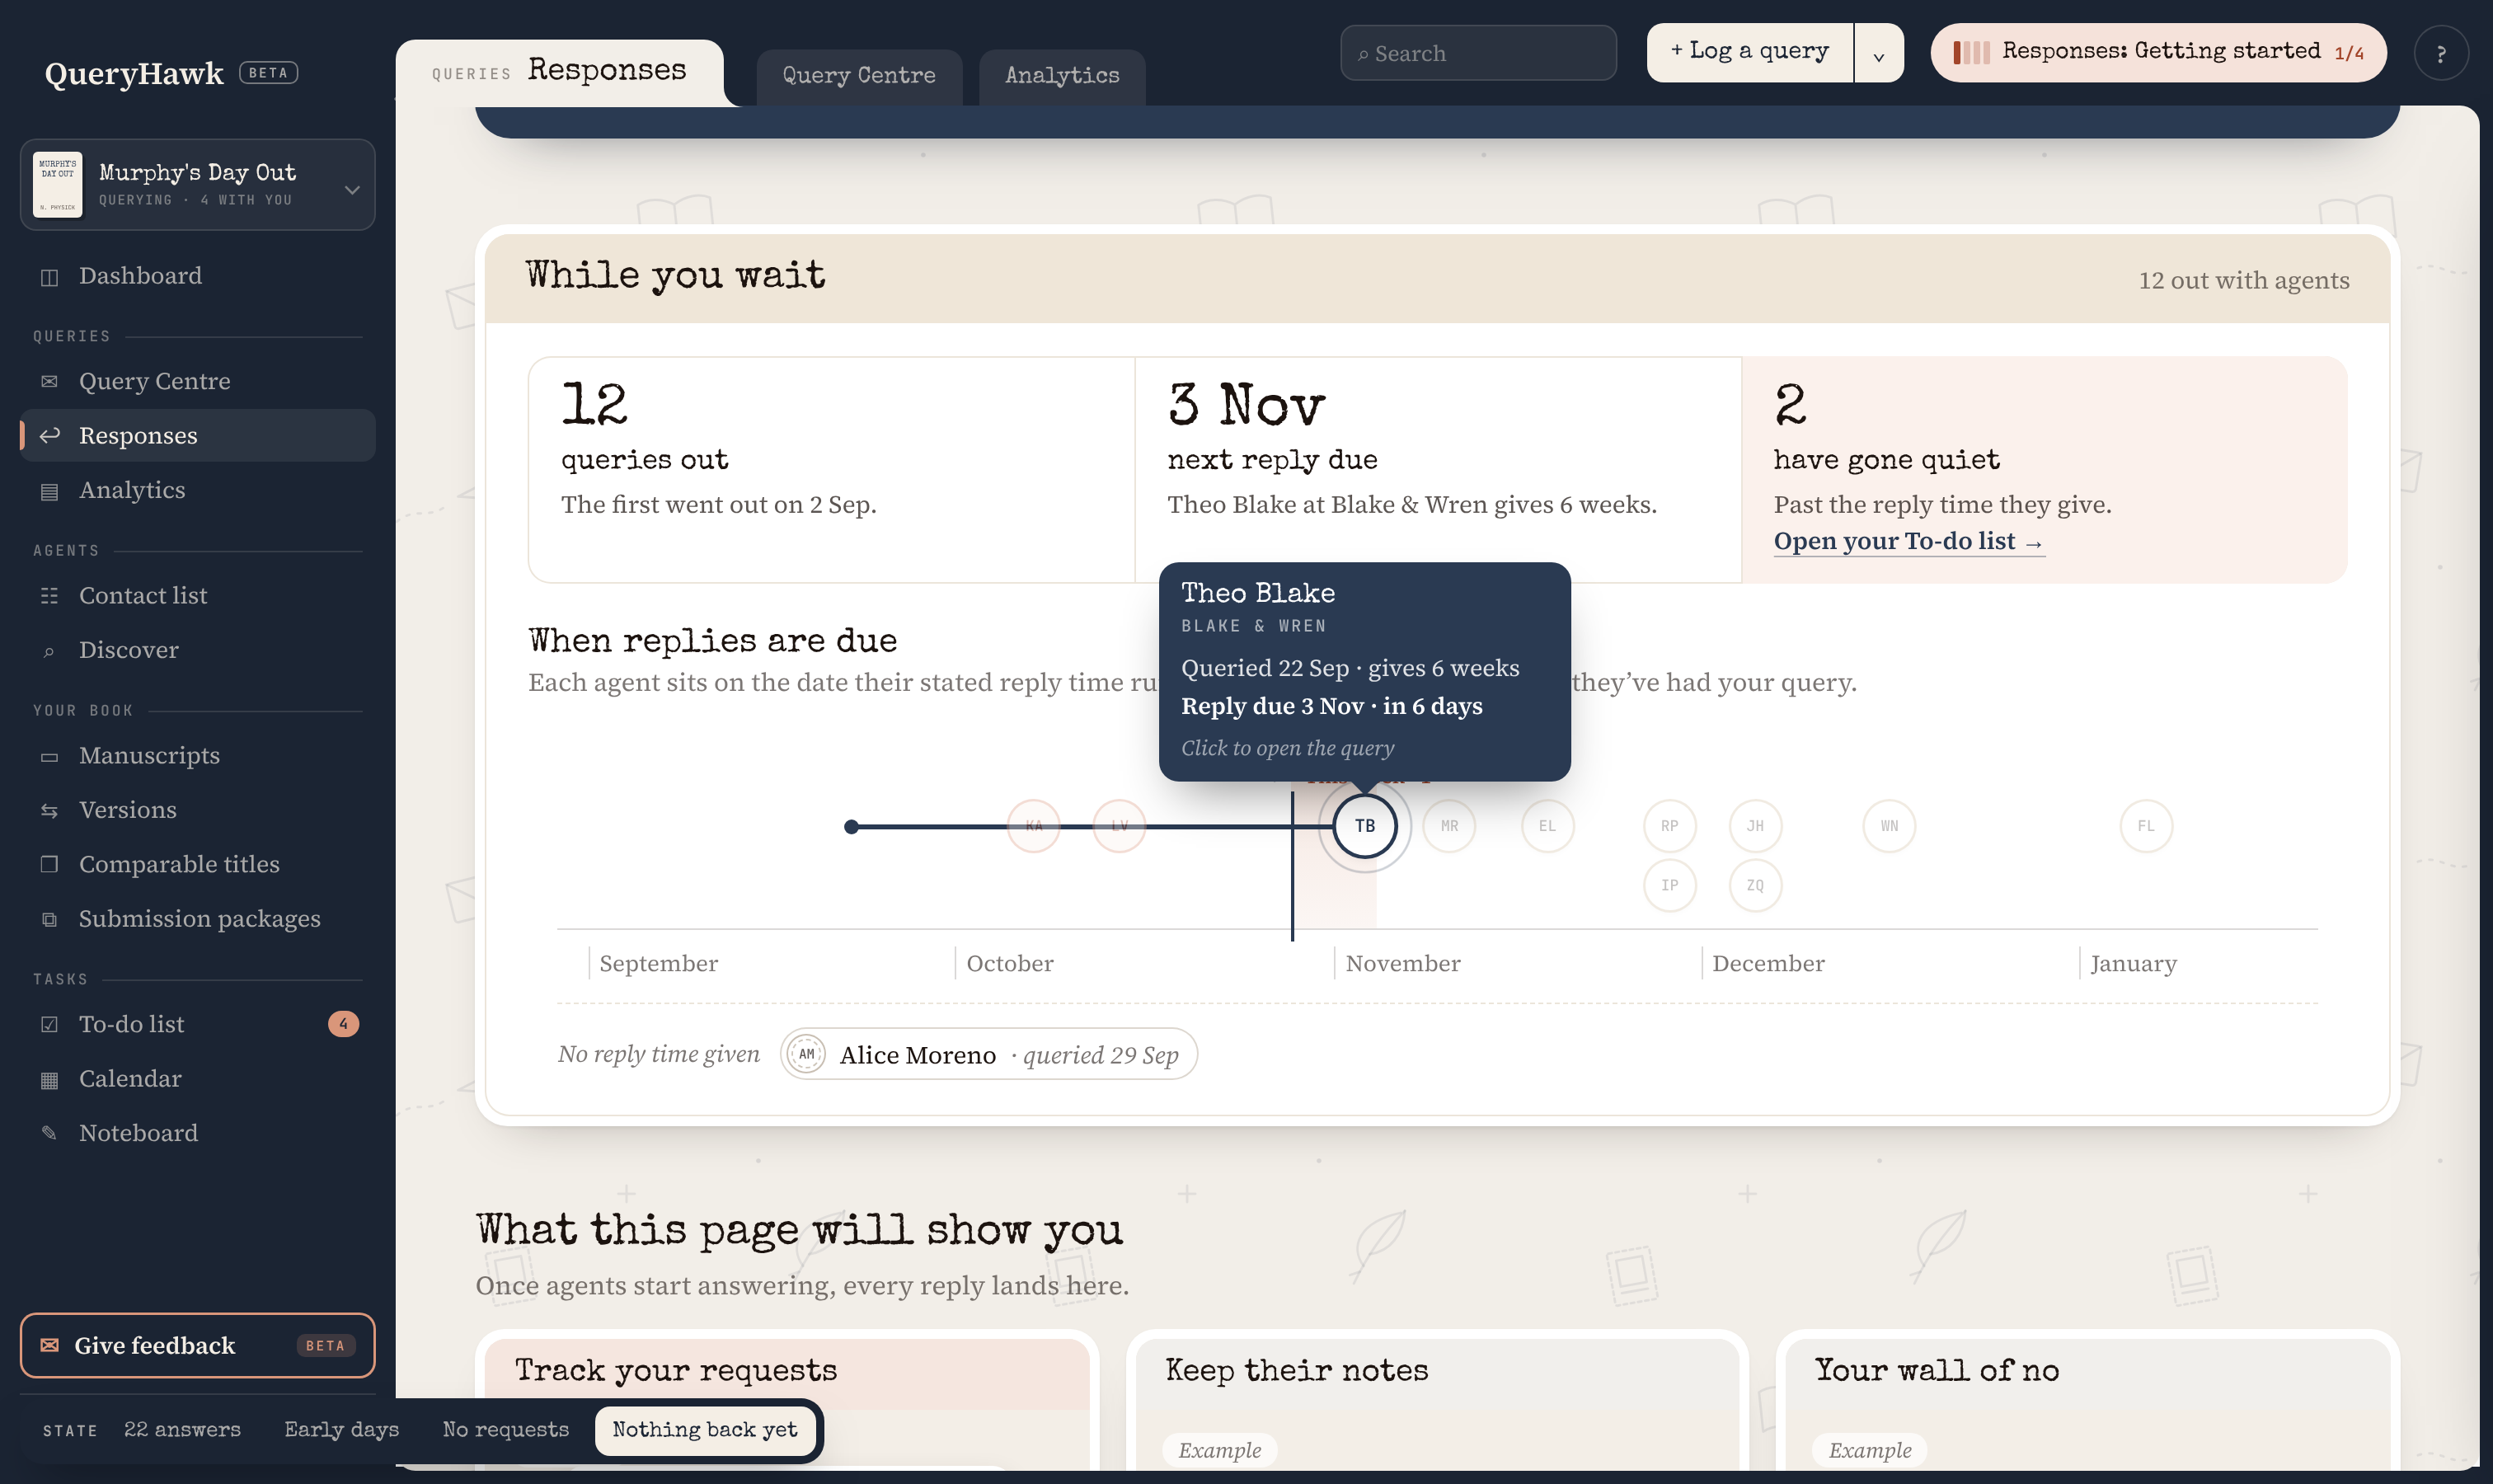 QueryHawk BETA
MURPHY'S DAY OUT
N. PHYSICK
Murphy's Day Out
QUERYING · 4 WITH YOU
Dashboard
QUERIES
Query Centre
Responses
Analytics
AGENTS
Contact list
Discover
YOUR BOOK
Manuscripts
Versions
Comparable titles
Submission packages
TASKS
To-do list 4
Calendar
Noteboard
Give feedback BETA
QUERIES Responses
Query Centre
Analytics
Search
+ Log a query
Responses: Getting started 1/4
?
While you wait
12 out with agents
12
queries out
The first went out on 2 Sep.
3 Nov
next reply due
Theo Blake at Blake & Wren gives 6 weeks.
2
have gone quiet
Past the reply time they give.
Open your To-do list →
When replies are due
Each agent sits on the date their stated reply time ru
they’ve had your query.
Theo Blake
BLAKE & WREN
Queried 22 Sep · gives 6 weeks
Reply due 3 Nov · in 6 days
Click to open the query
KA LV TB MR EL RP JH WN FL
IP ZQ
September October November December January
No reply time given AM Alice Moreno · queried 29 Sep
What this page will show you
Once agents start answering, every reply lands here.
Track your requests
Keep their notes
Example
Your wall of no
Example
STATE 22 answers Early days No requests Nothing back yet